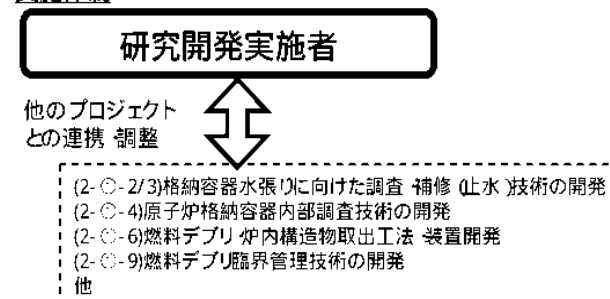 研究開発実施者
他のプロジェクト
との連携・調整
(2-①-2/3)格納容器水張りに向けた調査・補修(止水)技術の開発
(2-①-4)原子炉格納容器内部調査技術の開発
(2-①-6)燃料デブリ・炉内構造物取出工法・装置開発
(2-①-9)燃料デブリ臨界管理技術の開発
他